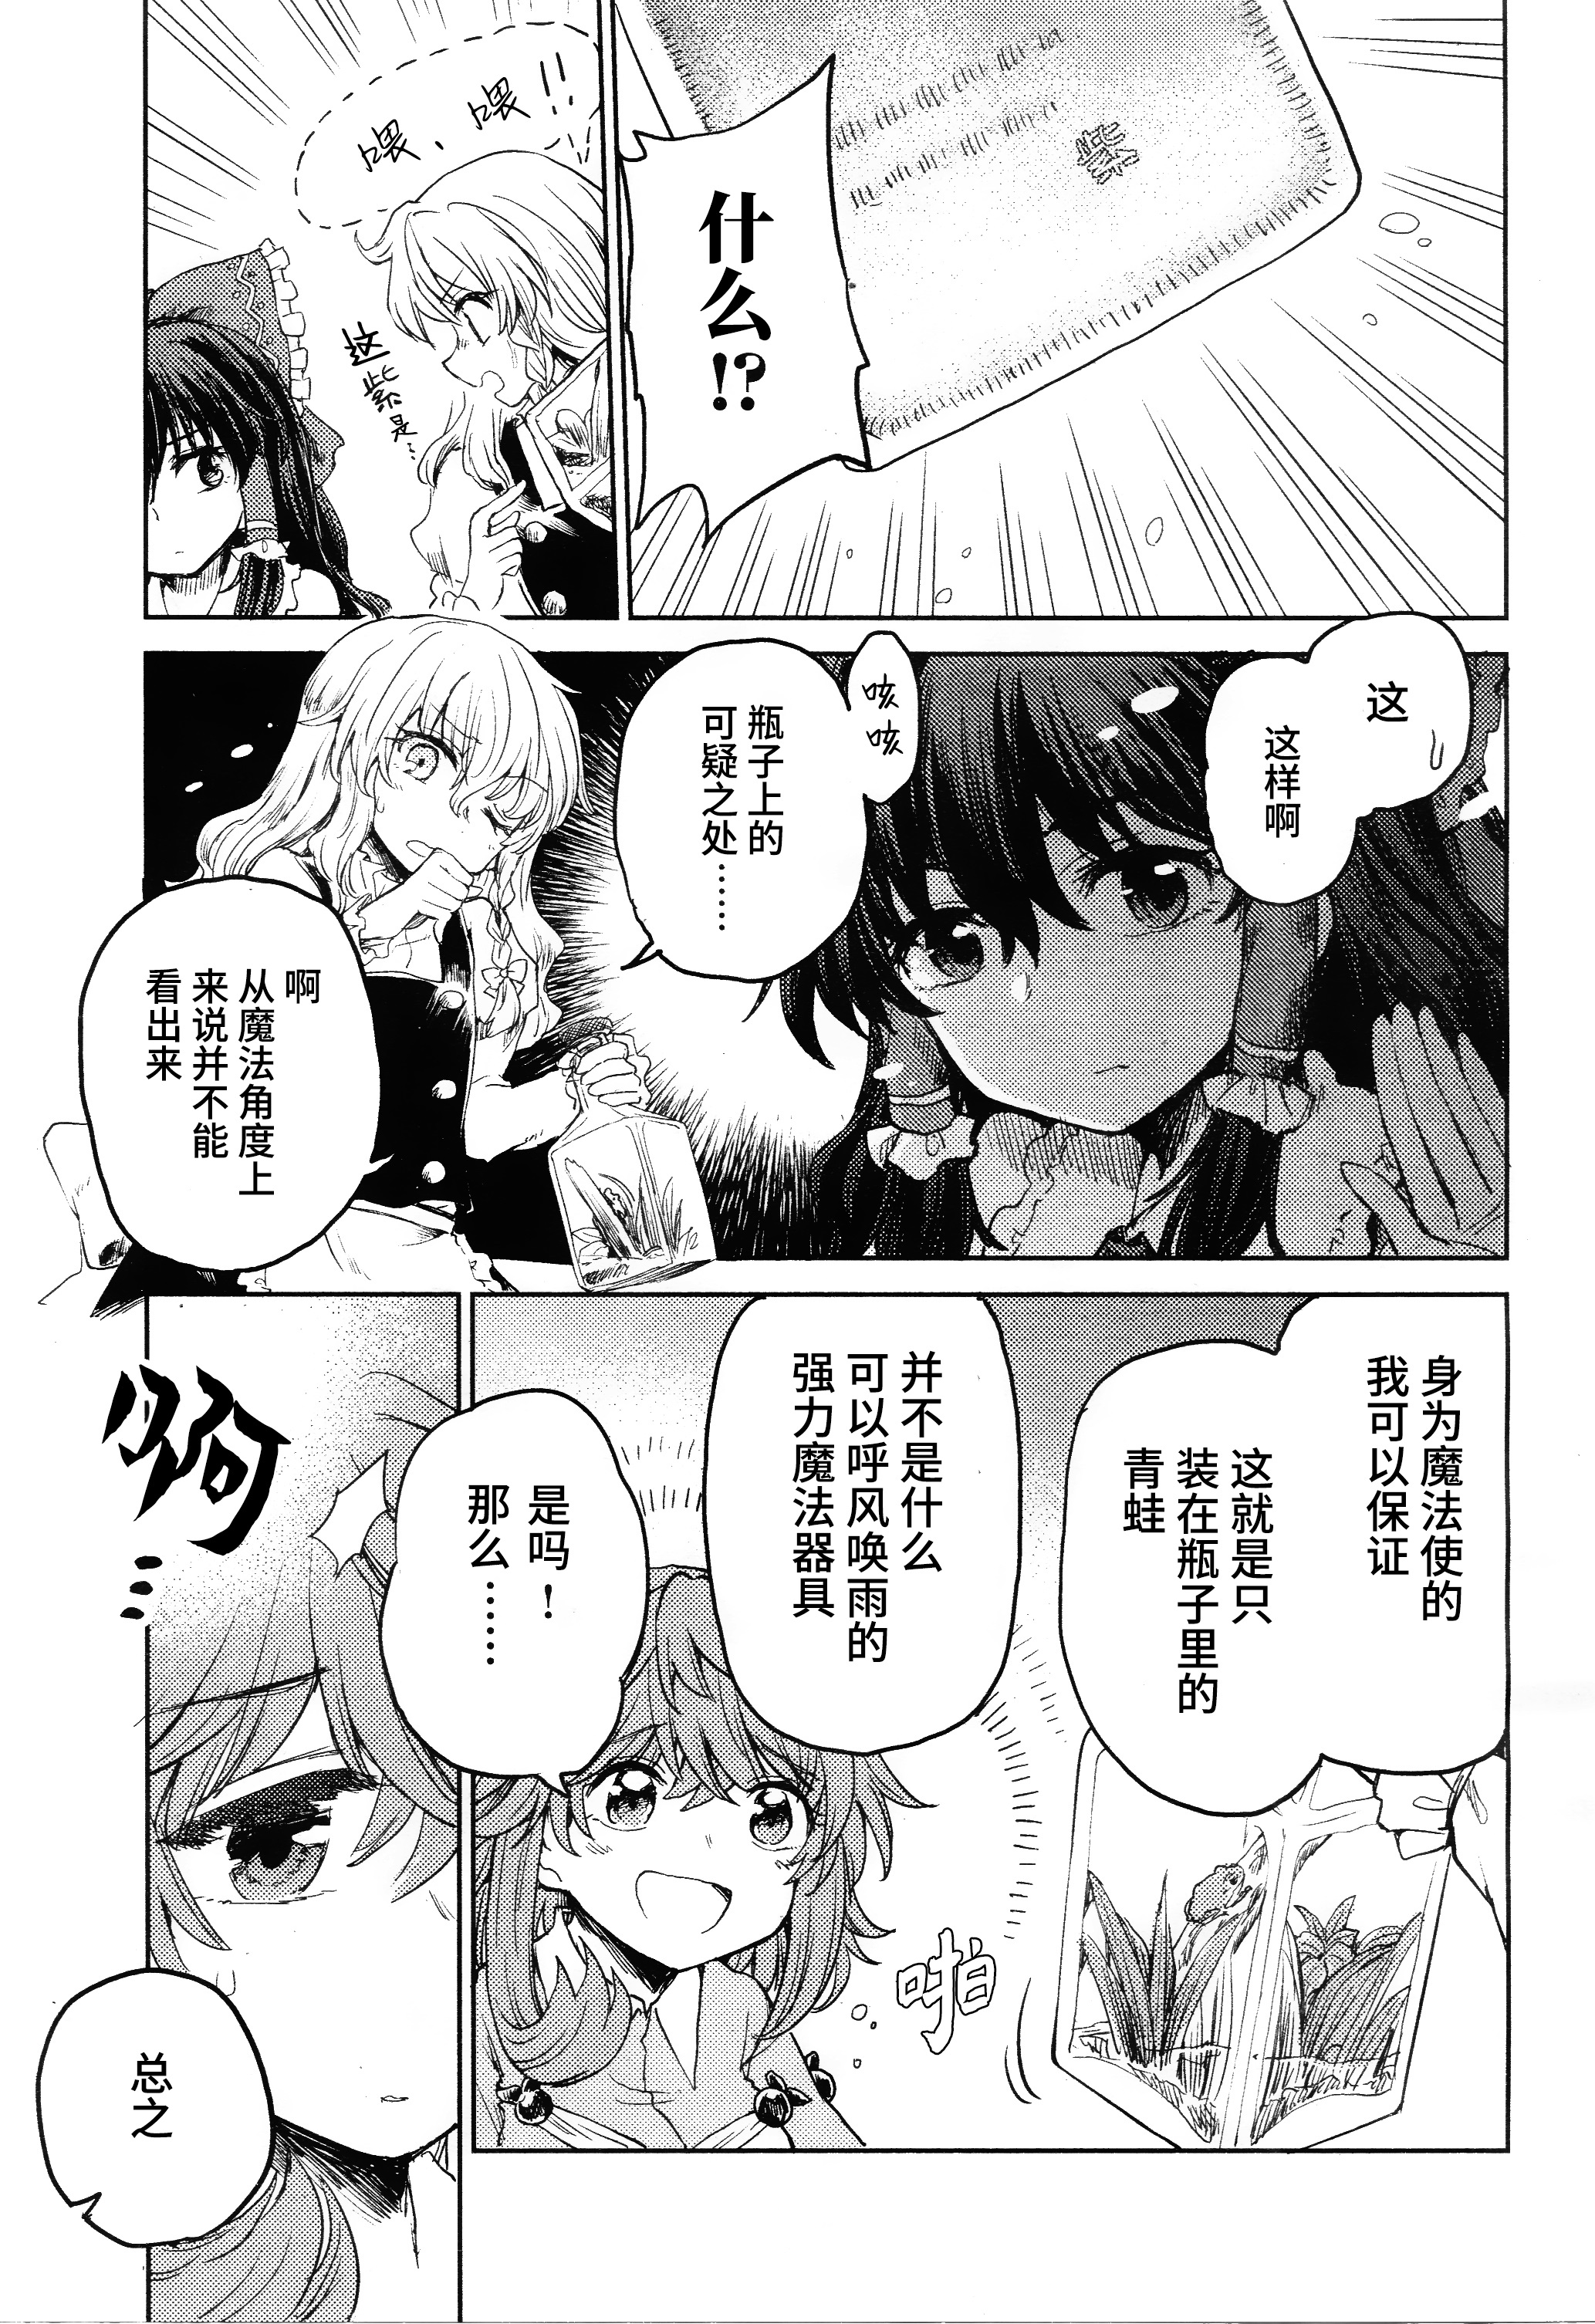 紫
什么!?
喂，喂!!
这些是…
这
这样啊
咳
咳
瓶子上的
可疑之处……
啊
从魔法角度上
来说并不能
看出来
身为魔法使的
我可以保证
这就是只
装在瓶子里的
青蛙
并不是什么
可以呼风唤雨的
强力魔法器具
啪
是吗！
那么……
啊
总之